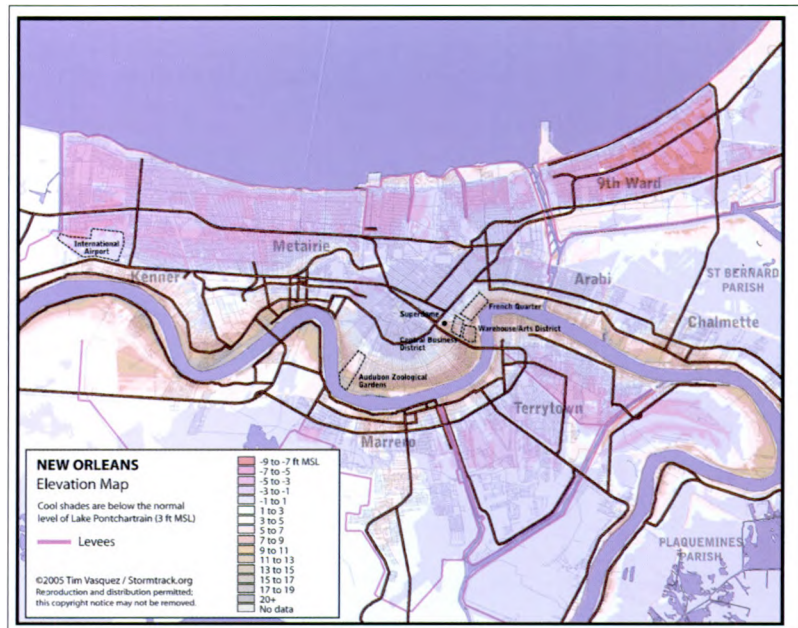 9th Ward
International
Airport
Metairie
Kenner
Arabi
ST BERNARD
PARISH
French Quarter
Superdome
Warehouse/Arts District
Chalmette
Central Business
District
Audubon Zoological
Gardens
Terrytown
Marrero
PLAQUEMINES
PARISH
NEW ORLEANS
Elevation Map
Cool shades are below the normal
level of Lake Pontchartrain (3 ft MSL)
Levees
©2005 Tim Vasquez / Stormtrack.org
Reproduction and distribution permitted;
this copyright notice may not be removed.
-9 to -7 ft MSL
-7 to -5
-5 to -3
-3 to -1
-1 to 1
1 to 3
3 to 5
5 to 7
7 to 9
9 to 11
11 to 13
13 to 15
15 to 17
17 to 19
20+
No data